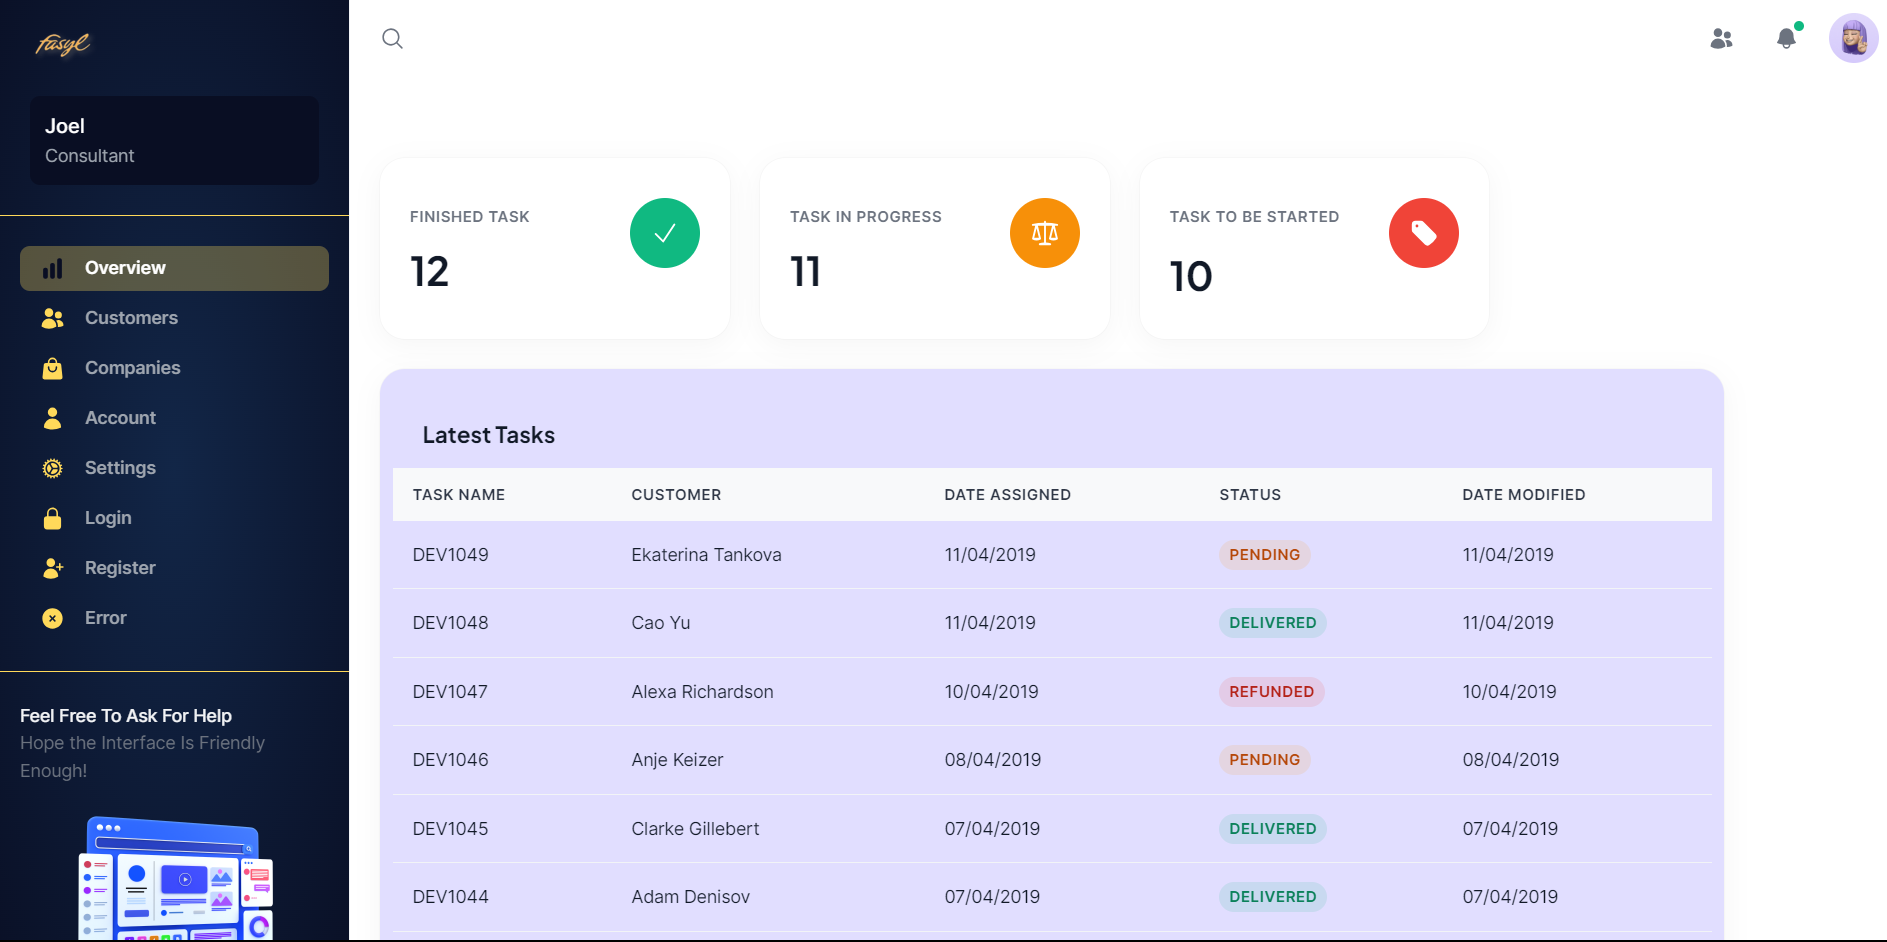 fasyl
Joel
Consultant
Overview
Customers
Companies
Account
Settings
Login
Register
Error
Feel Free To Ask For Help
Hope the Interface Is Friendly
Enough!
FINISHED TASK
12
TASK IN PROGRESS
11
TASK TO BE STARTED
10
Latest Tasks
TASK NAME CUSTOMER DATE ASSIGNED STATUS DATE MODIFIED
DEV1049 Ekaterina Tankova 11/04/2019 PENDING 11/04/2019
DEV1048 Cao Yu 11/04/2019 DELIVERED 11/04/2019
DEV1047 Alexa Richardson 10/04/2019 REFUNDED 10/04/2019
DEV1046 Anje Keizer 08/04/2019 PENDING 08/04/2019
DEV1045 Clarke Gillebert 07/04/2019 DELIVERED 07/04/2019
DEV1044 Adam Denisov 07/04/2019 DELIVERED 07/04/2019